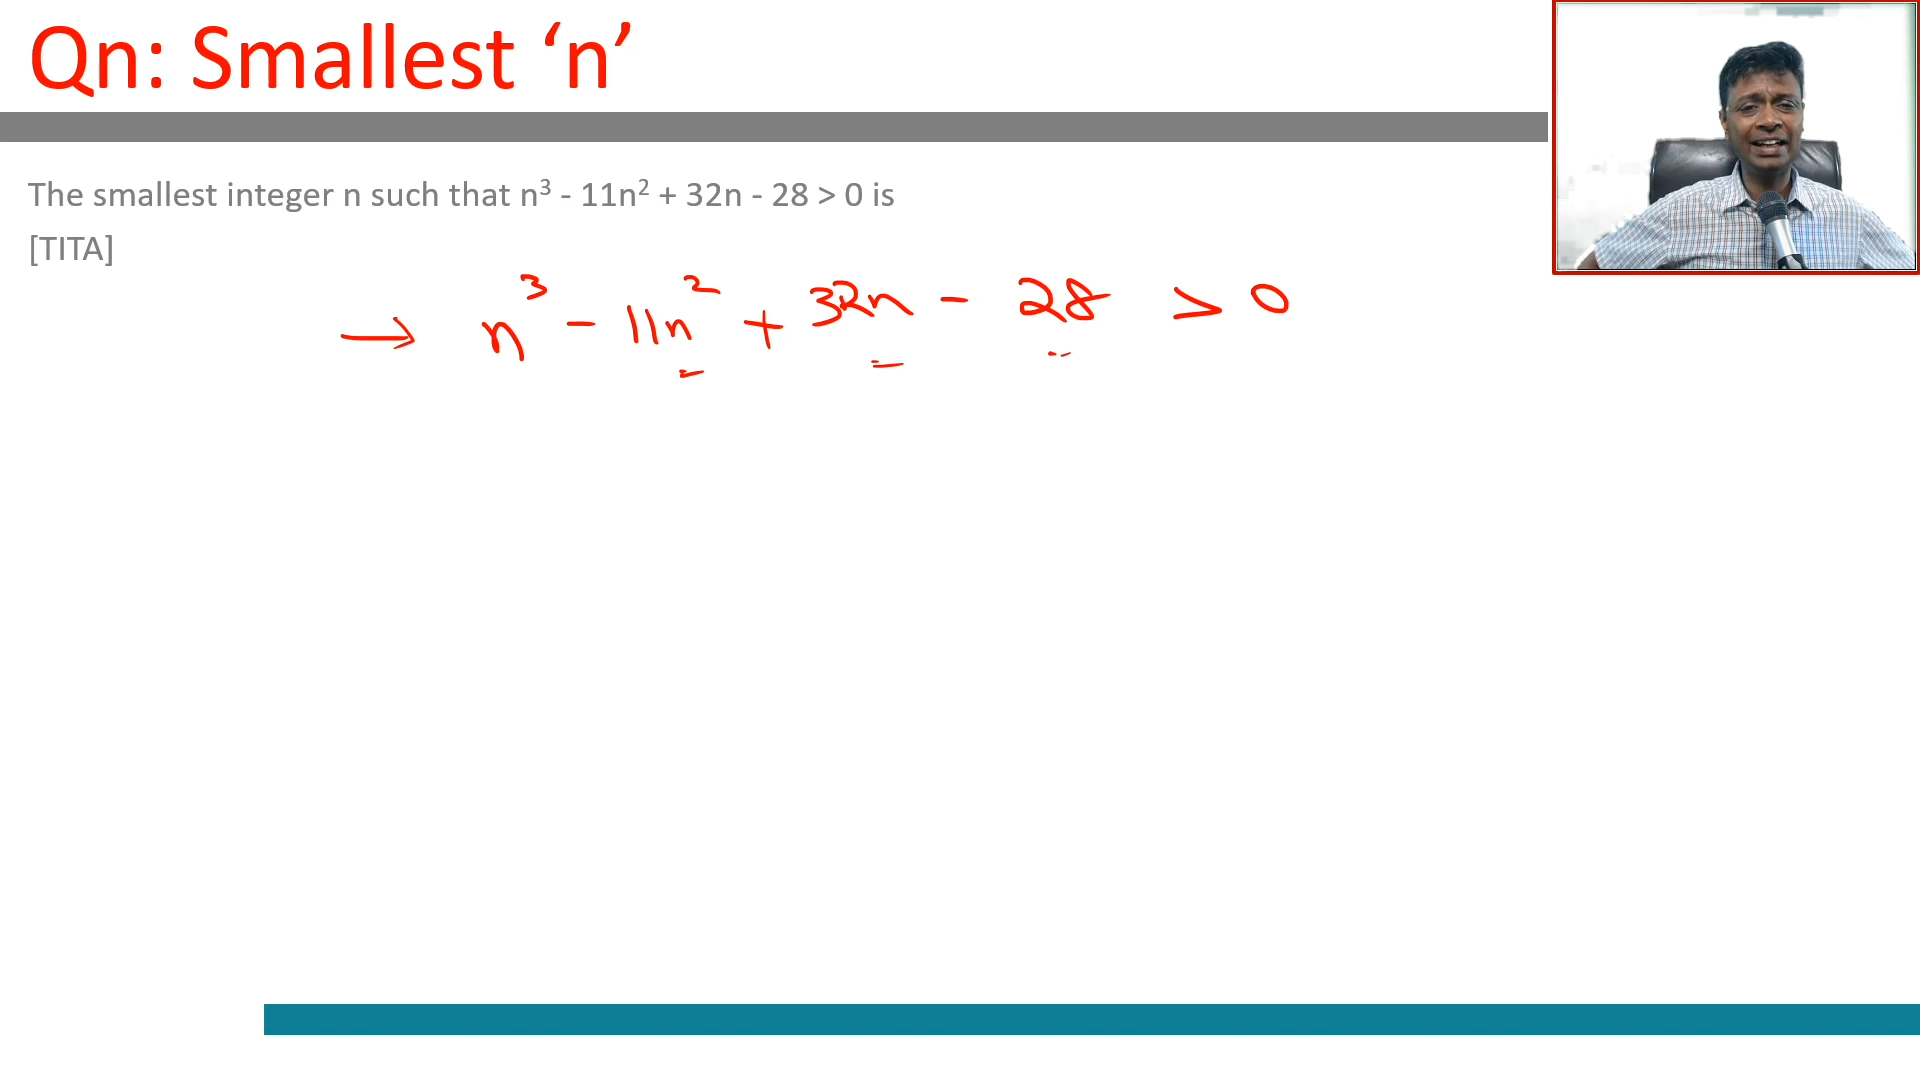 Qn: Smallest ‘n’
The smallest integer n such that n³ - 11n² + 32n - 28 > 0 is
[TITA]
→ n³ - 11n² + 32n - 28 > 0